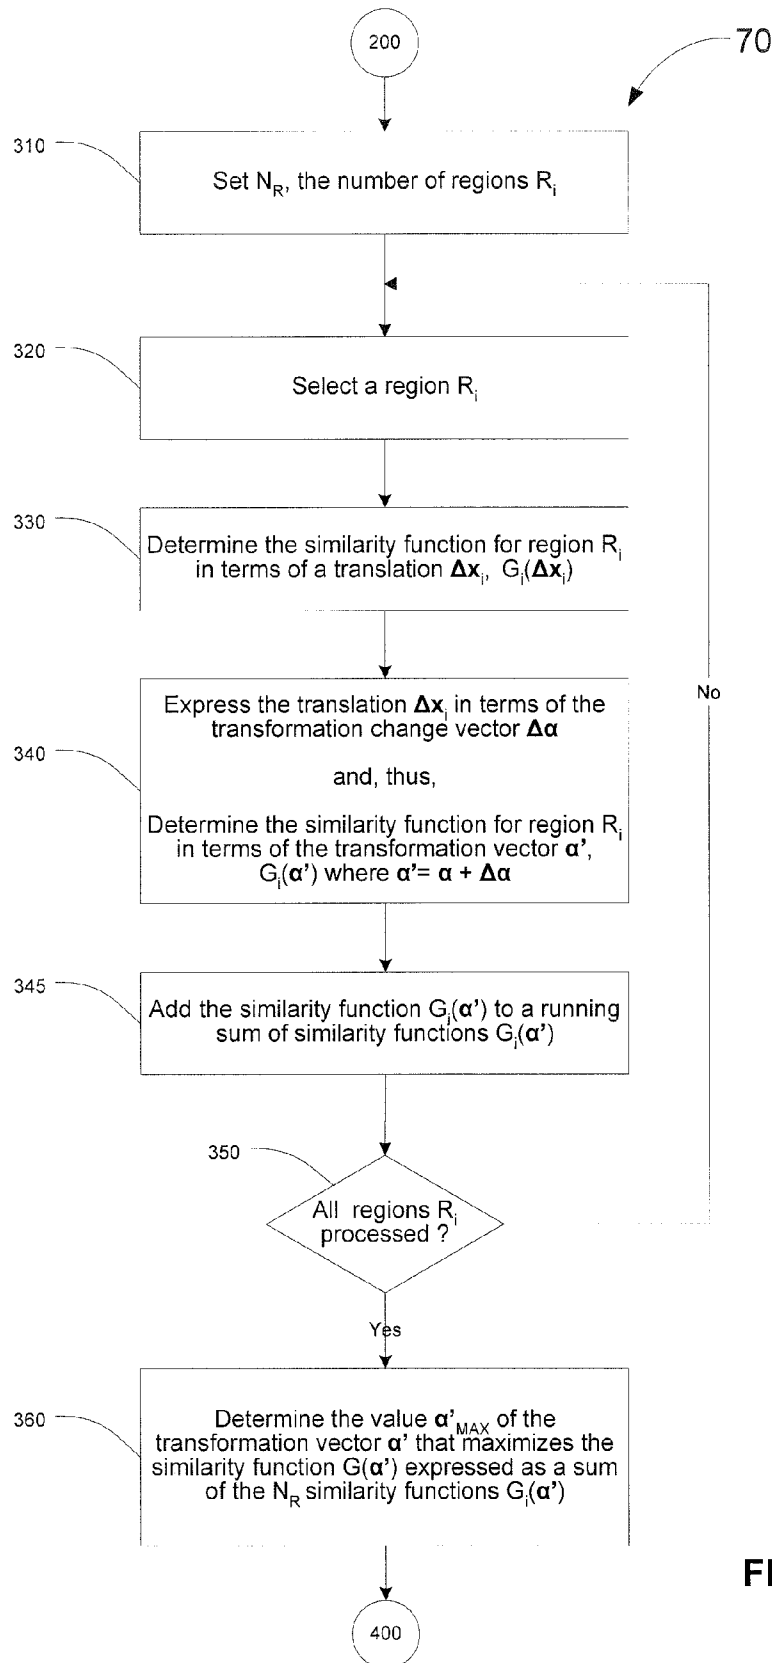 200
70
310
Set N_R, the number of regions R_i
320
Select a region R_i
330
Determine the similarity function for region R_i
in terms of a translation Δx_i, G_i(Δx_i)
340
Express the translation Δx_i in terms of the
transformation change vector Δα
and, thus,
Determine the similarity function for region R_i
in terms of the transformation vector α',
G_i(α') where α'= α + Δα
No
345
Add the similarity function G_i(α') to a running
sum of similarity functions G_i(α')
350
All regions R_i
processed ?
Yes
360
Determine the value α'_MAX of the
transformation vector α' that maximizes the
similarity function G(α') expressed as a sum
of the N_R similarity functions G_i(α')
400